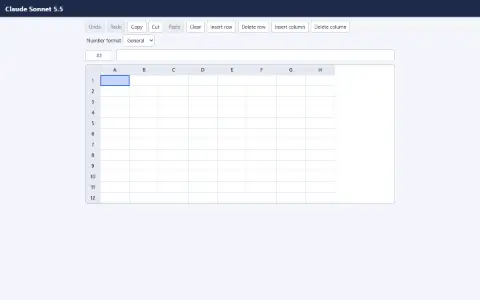 Claude Sonnet 5.5
Undo Redo Copy Cut Paste Clear Insert row Delete row Insert column Delete column
Number format General
A1
A B C D E F G H
1
2
3
4
5
6
7
8
9
10
11
12